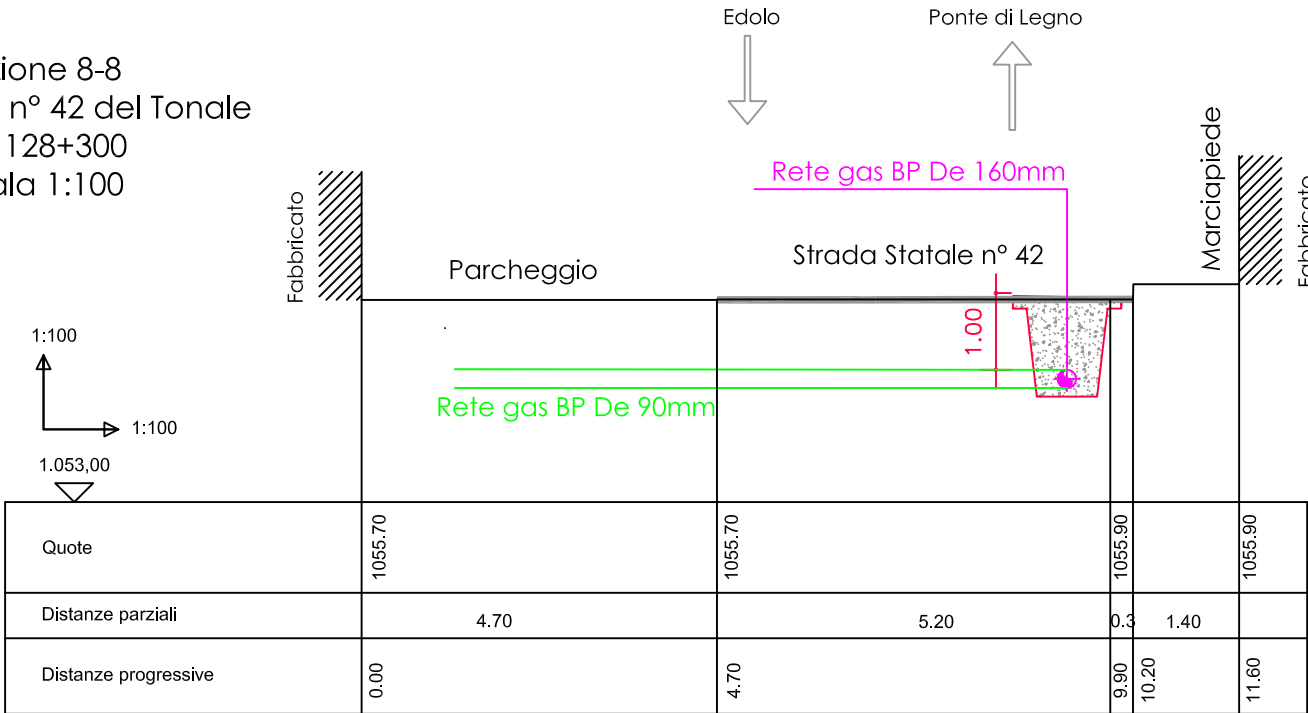 Edolo
Ponte di Legno
8-8
n° 42 del Tonale
128+300
1:100
Rete gas BP De 160mm
Marciapiede
Fabbricato
Fabbricato
Parcheggio
Strada Statale n° 42
1.00
Rete gas BP De 90mm
1:100
1:100
1.053,00
Quote
1055.70
1055.70
1055.90
1055.90
Distanze parziali
4.70
5.20
0.3
1.40
Distanze progressive
0.00
4.70
9.90
10.20
11.60